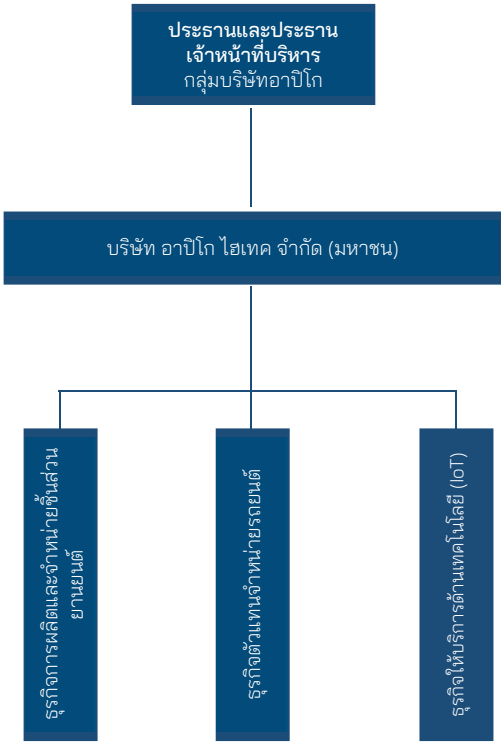 ประธานและประธาน
เจ้าหน้าที่บริหาร
กลุ่มบริษัทอาปิโก
บริษัท อาปิโก ไฮเทค จำกัด (มหาชน)
ธุรกิจการผลิตและจำหน่ายชิ้นส่วน
ยานยนต์
ธุรกิจตัวแทนจำหน่ายรถยนต์
ธุรกิจให้บริการด้านเทคโนโลยี (IoT)